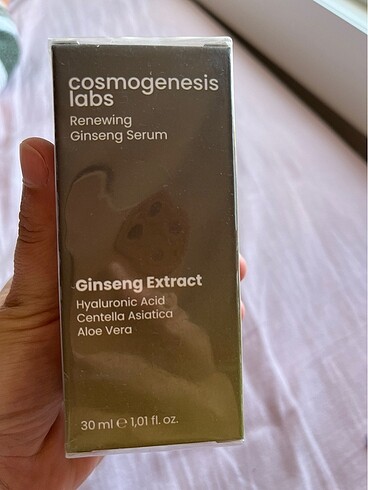 cosmogenesis
labs
Renewing
Ginseng Serum
Ginseng Extract
Hyaluronic Acid
Centella Asiatica
Aloe Vera
30 ml ℮ 1,01 fl. oz.